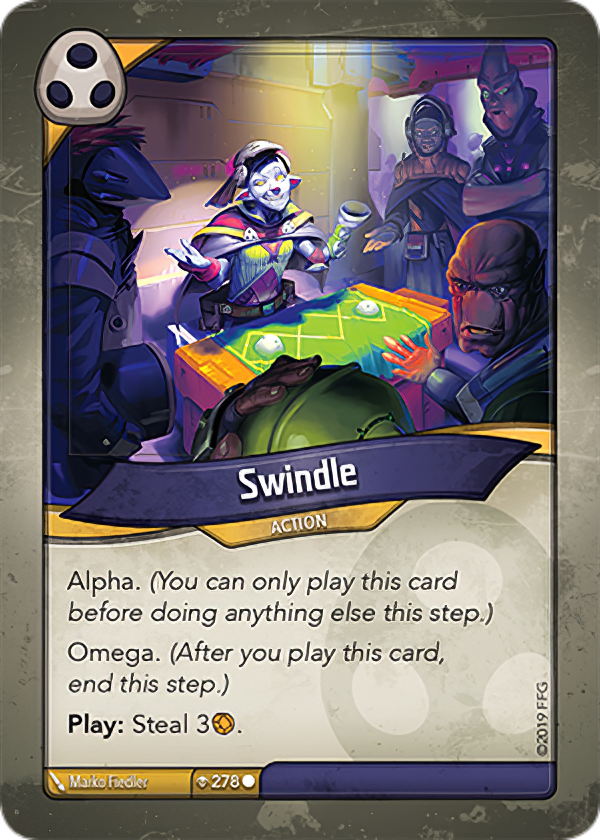 Swindle
ACTION
Alpha. (You can only play this card
before doing anything else this step.)
Omega. (After you play this card,
end this step.)
Play: Steal 3.
©2019 FFG
Marko Fiedler
278